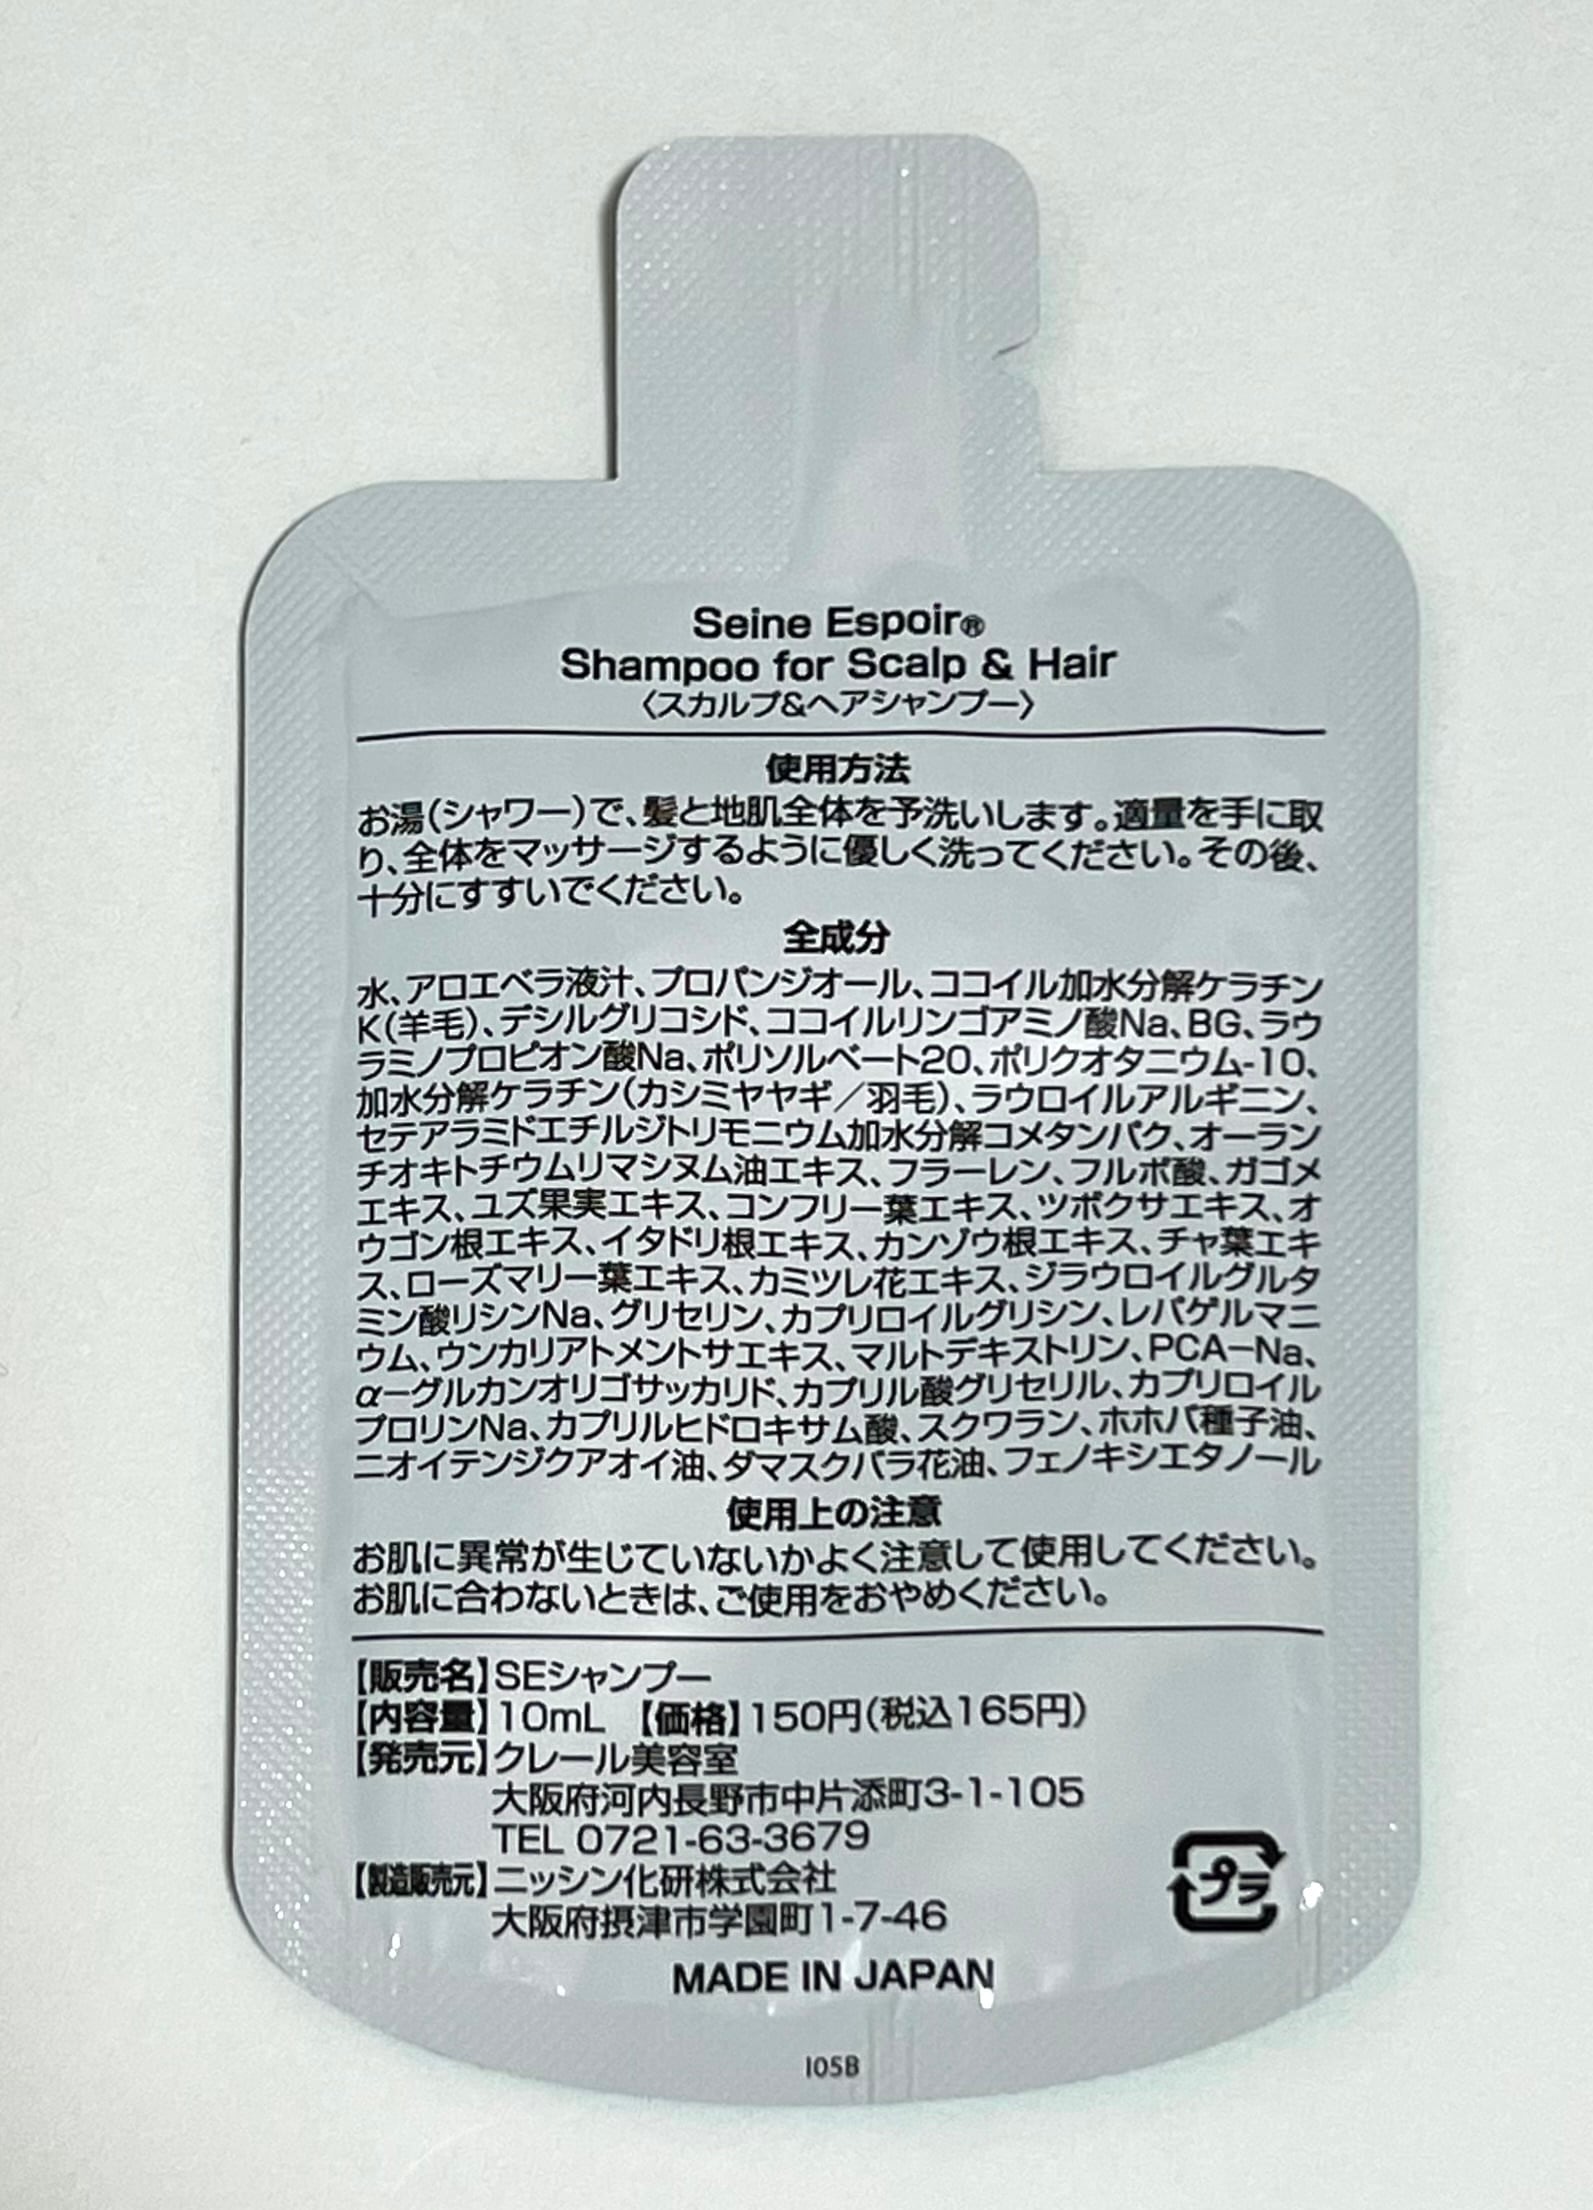 Seine Espoir®
Shampoo for Scalp & Hair
〈スカルプ&ヘアシャンプー〉
使用方法
お湯(シャワー)で、髪と地肌全体を予洗いします。適量を手に取
り、全体をマッサージするように優しく洗ってください。その後、
十分にすすいでください。
全成分
水、アロエベラ液汁、プロパンジオール、ココイル加水分解ケラチン
K(羊毛)、デシルグリコシド、ココイルリンゴアミノ酸Na、BG、ラウ
ラミノプロピオン酸Na、ポリソルベート20、ポリクオタニウム-10、
加水分解ケラチン(カシミヤヤギ/羽毛)、ラウロイルアルギニン、
セテアラミドエチルジトリモニウム加水分解コメタンパク、オーラン
チオキトチウムリマシヌム油エキス、フラーレン、フルボ酸、ガゴメ
エキス、ユズ果実エキス、コンフリー葉エキス、ツボクサエキス、オ
ウゴン根エキス、イタドリ根エキス、カンゾウ根エキス、チャ葉エキ
ス、ローズマリー葉エキス、カミツレ花エキス、ジラウロイルグルタ
ミン酸リシンNa、グリセリン、カプリロイルグリシン、レパゲルマニ
ウム、ウンカリアトメントサエキス、マルトデキストリン、PCA-Na、
α-グルカンオリゴサッカリド、カプリル酸グリセリル、カプリロイル
プロリンNa、カプリルヒドロキサム酸、スクワラン、ホホバ種子油、
ニオイテンジクアオイ油、ダマスクバラ花油、フェノキシエタノール
使用上の注意
お肌に異常が生じていないかよく注意して使用してください。
お肌に合わないときは、ご使用をおやめください。
【販売名】SEシャンプー
【内容量】10mL 【価格】150円(税込165円)
【発売元】クレール美容室
大阪府河内長野市中片添町3-1-105
TEL 0721-63-3679
【製造販売元】ニッシン化研株式会社
大阪府摂津市学園町1-7-46
プラ
MADE IN JAPAN
I05B